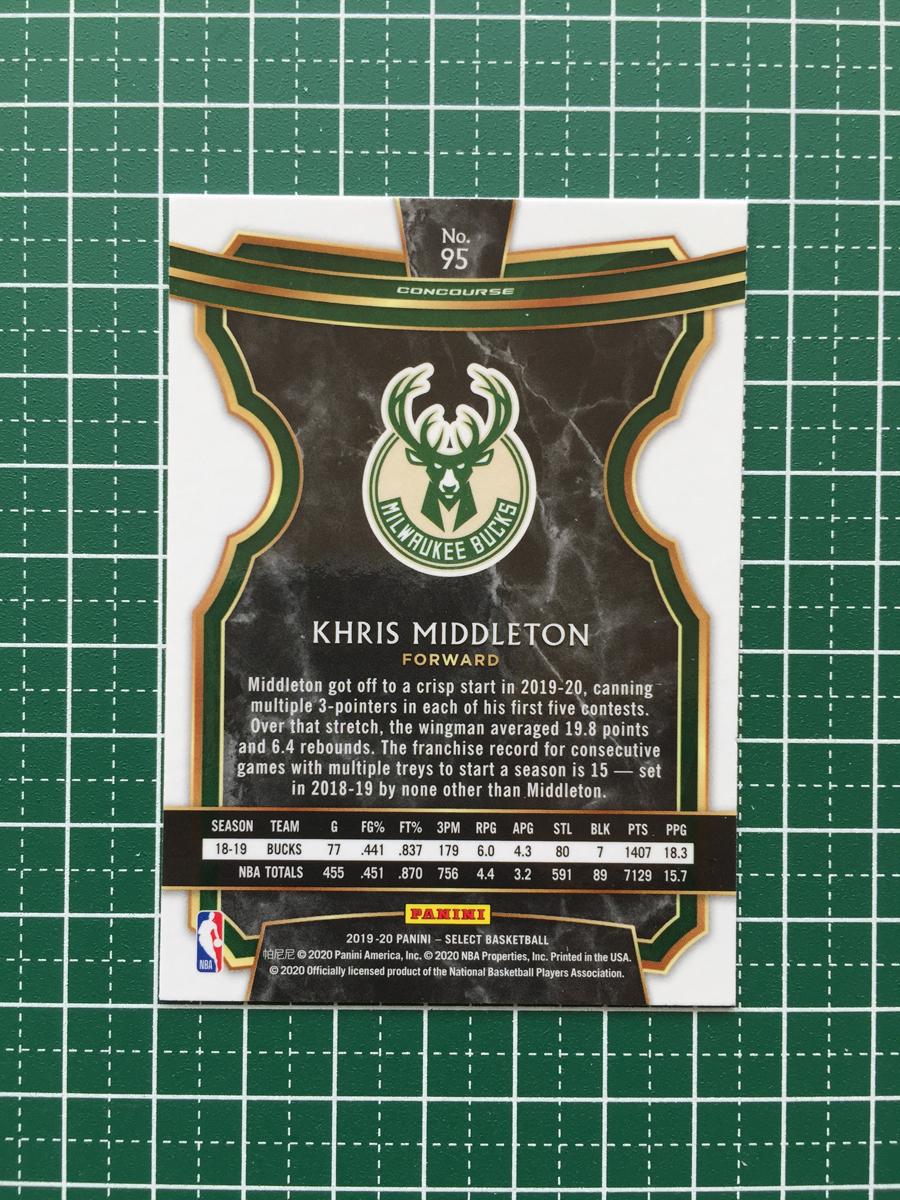 No.
95
CONCOURSE
MILWAUKEE BUCKS
KHRIS MIDDLETON
FORWARD
Middleton got off to a crisp start in 2019-20, canning
multiple 3-pointers in each of his first five contests.
Over that stretch, the wingman averaged 19.8 points
and 6.4 rebounds. The franchise record for consecutive
games with multiple treys to start a season is 15 — set
in 2018-19 by none other than Middleton.
SEASON TEAM G FG% FT% 3PM RPG APG STL BLK PTS PPG
18-19 BUCKS 77 .441 .837 179 6.0 4.3 80 7 1407 18.3
NBA TOTALS 455 .451 .870 756 4.4 3.2 591 89 7129 15.7
PANINI
NBA
2019-20 PANINI – SELECT BASKETBALL
帕尼尼 © 2020 Panini America, Inc. © 2020 NBA Properties, Inc. Printed in the USA.
© 2020 Officially licensed product of the National Basketball Players Association.